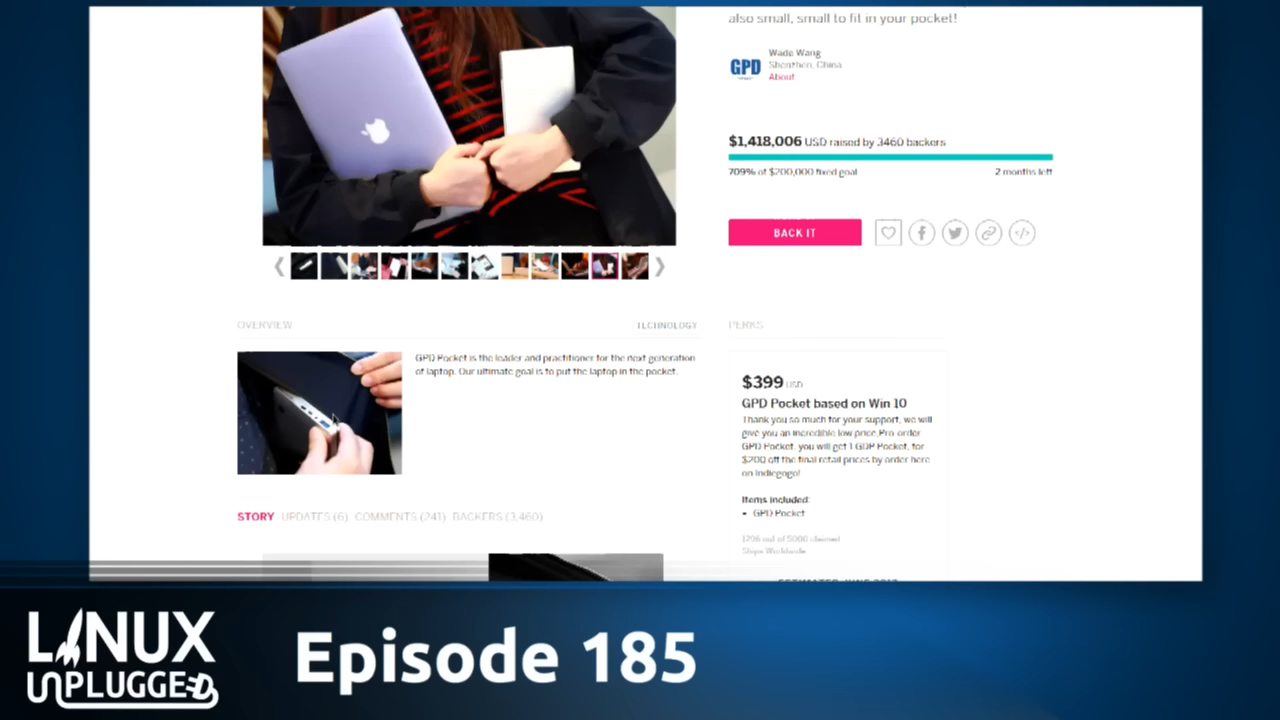 also small, small to fit in your pocket!
GPD
Wade Wang
Shenzhen, China
About
$1,418,006 USD raised by 3460 backers
709% of $200,000 fixed goal
2 months left
BACK IT
OVERVIEW
TECHNOLOGY
PERKS
GPD Pocket is the leader and practitioner for the next generation
of laptop. Our ultimate goal is to put the laptop in the pocket.
$399 USD
GPD Pocket based on Win 10
Thank you so much for your support, we will
give you an incredible low price.Pre-order
GPD Pocket, you will get 1 GDP Pocket, for
$200 off the final retail prices by order here
on Indiegogo!
Items included:
• GPD Pocket
out of 5000 claimed
Ships Worldwide
STORY UPDATES (6) COMMENTS (241) BACKERS (3,460)
LINUX
UNPLUGGED
Episode 185